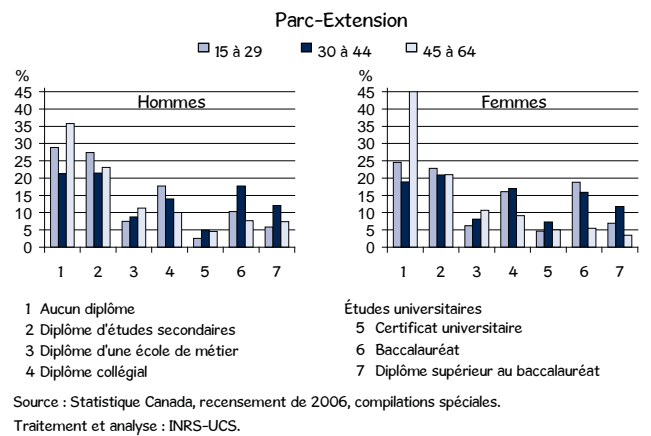 Parc-Extension
15 à 29 30 à 44 45 à 64
% %
Hommes Femmes
45 45
40 40
35 35
30 30
25 25
20 20
15 15
10 10
5 5
0 0
1 2 3 4 5 6 7 1 2 3 4 5 6 7
1 Aucun diplôme
2 Diplôme d'études secondaires
3 Diplôme d'une école de métier
4 Diplôme collégial
Études universitaires
5 Certificat universitaire
6 Baccalauréat
7 Diplôme supérieur au baccalauréat
Source : Statistique Canada, recensement de 2006, compilations spéciales.
Traitement et analyse : INRS-UCS.